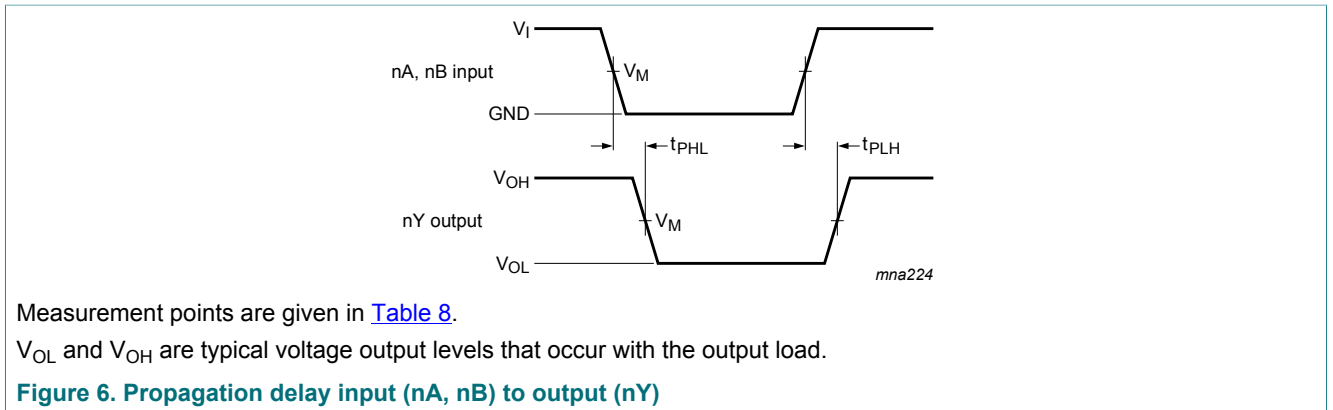 VI
nA, nB input
VM
GND
tPHL
tPLH
VOH
nY output
VM
VOL
mna224
Measurement points are given in Table 8.
VOL and VOH are typical voltage output levels that occur with the output load.
Figure 6. Propagation delay input (nA, nB) to output (nY)